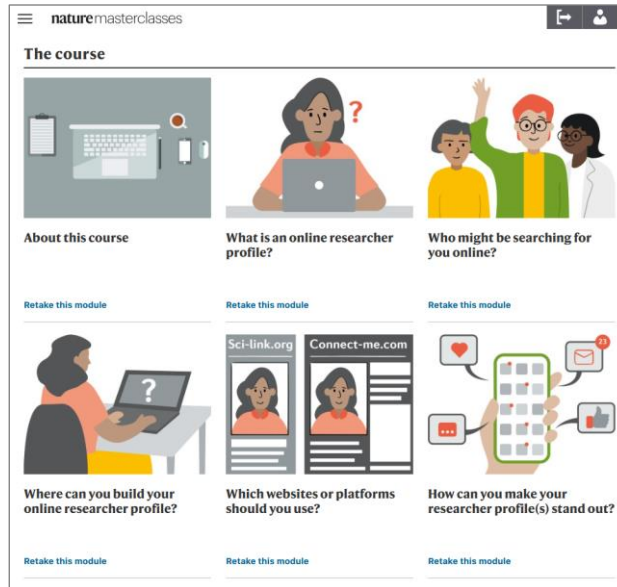 nature masterclasses
The course
?
About this course
What is an online researcher
profile?
Who might be searching for
you online?
Retake this module
Retake this module
Retake this module
?
Sci-link.org
Connect-me.com
23
Where can you build your
online researcher profile?
Which websites or platforms
should you use?
How can you make your
researcher profile(s) stand out?
Retake this module
Retake this module
Retake this module